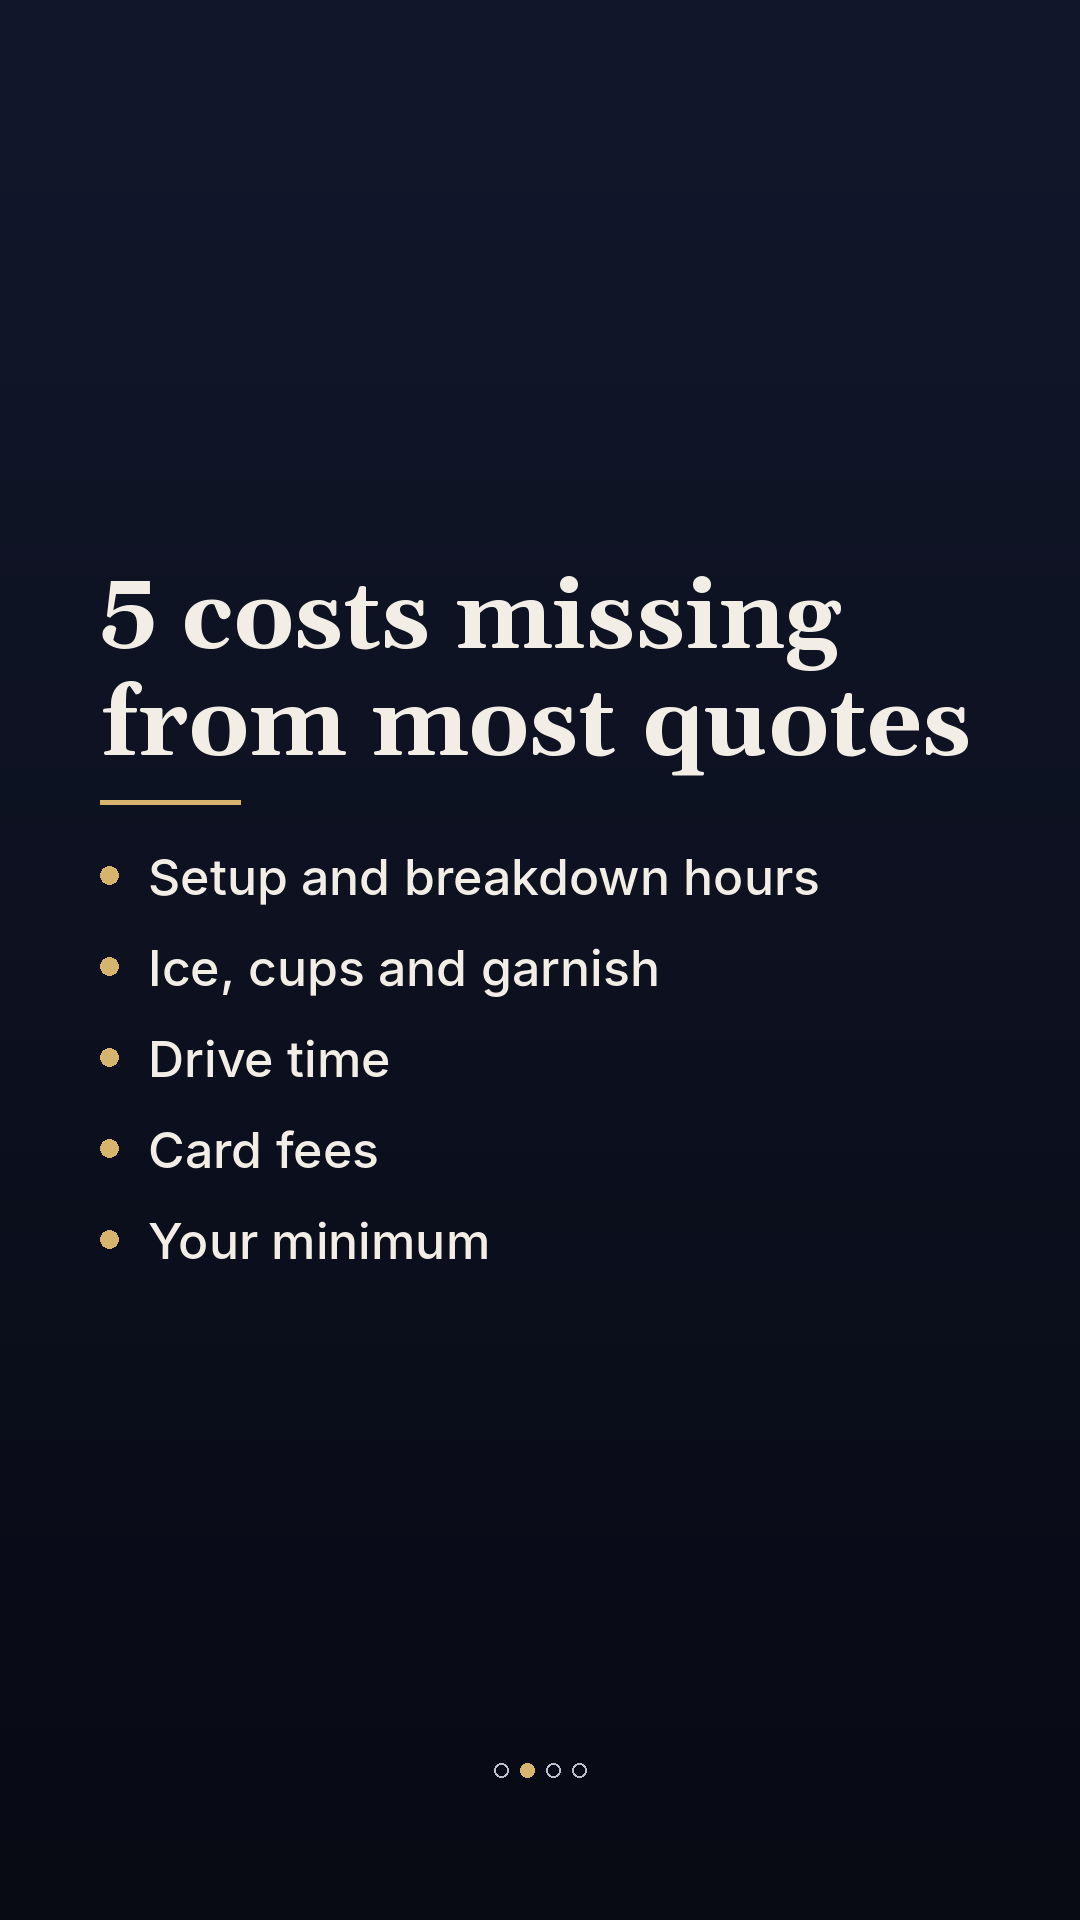 5 costs missing
from most quotes
Setup and breakdown hours
Ice, cups and garnish
Drive time
Card fees
Your minimum